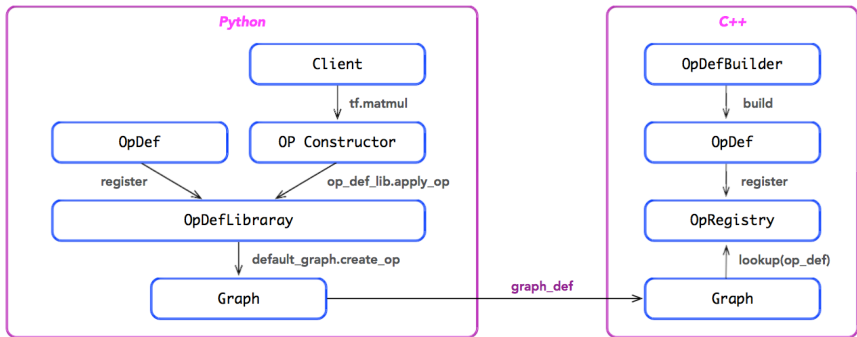 Python
Client
tf.matmul
OpDef
OP Constructor
register
op_def_lib.apply_op
OpDefLibraray
default_graph.create_op
Graph
graph_def
C++
OpDefBuilder
build
OpDef
register
OpRegistry
lookup(op_def)
Graph